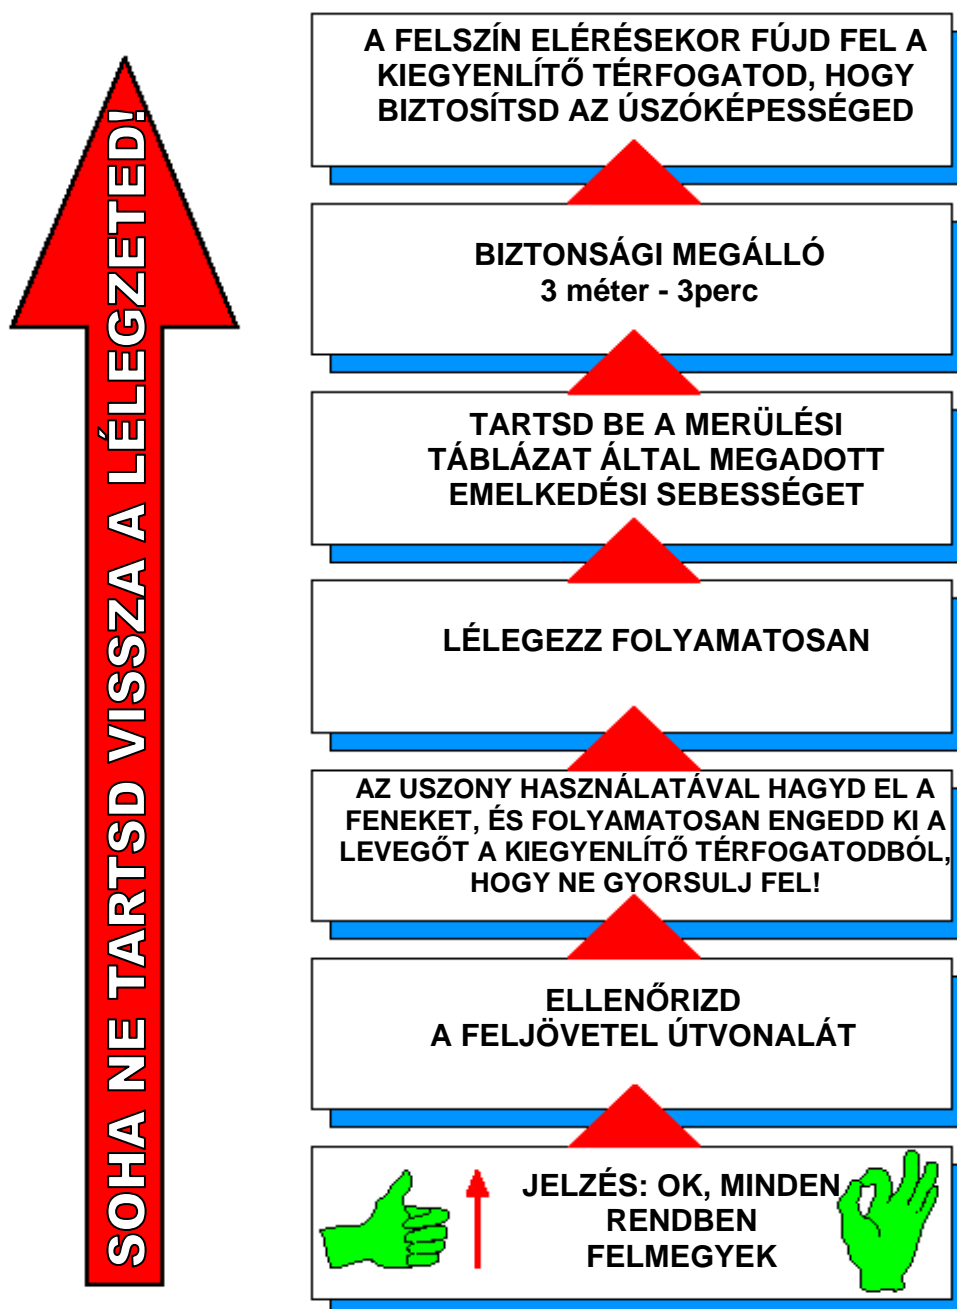 SOHA NE TARTSD VISSZA A LÉLEGZETED!
A FELSZÍN ELÉRÉSEKOR FÚJD FEL A
KIEGYENLÍTŐ TÉRFOGATOD, HOGY
BIZTOSÍTSD AZ ÚSZÓKÉPESSÉGED
BIZTONSÁGI MEGÁLLÓ
3 méter - 3perc
TARTSD BE A MERÜLÉSI
TÁBLÁZAT ÁLTAL MEGADOTT
EMELKEDÉSI SEBESSÉGET
LÉLEGEZZ FOLYAMATOSAN
AZ USZONY HASZNÁLATÁVAL HAGYD EL A
FENEKET, ÉS FOLYAMATOSAN ENGEDD KI A
LEVEGŐT A KIEGYENLÍTŐ TÉRFOGATODBÓL,
HOGY NE GYORSULJ FEL!
ELLENŐRIZD
A FELJÖVETEL ÚTVONALÁT
JELZÉS: OK, MINDEN
RENDBEN
FELMEGYEK